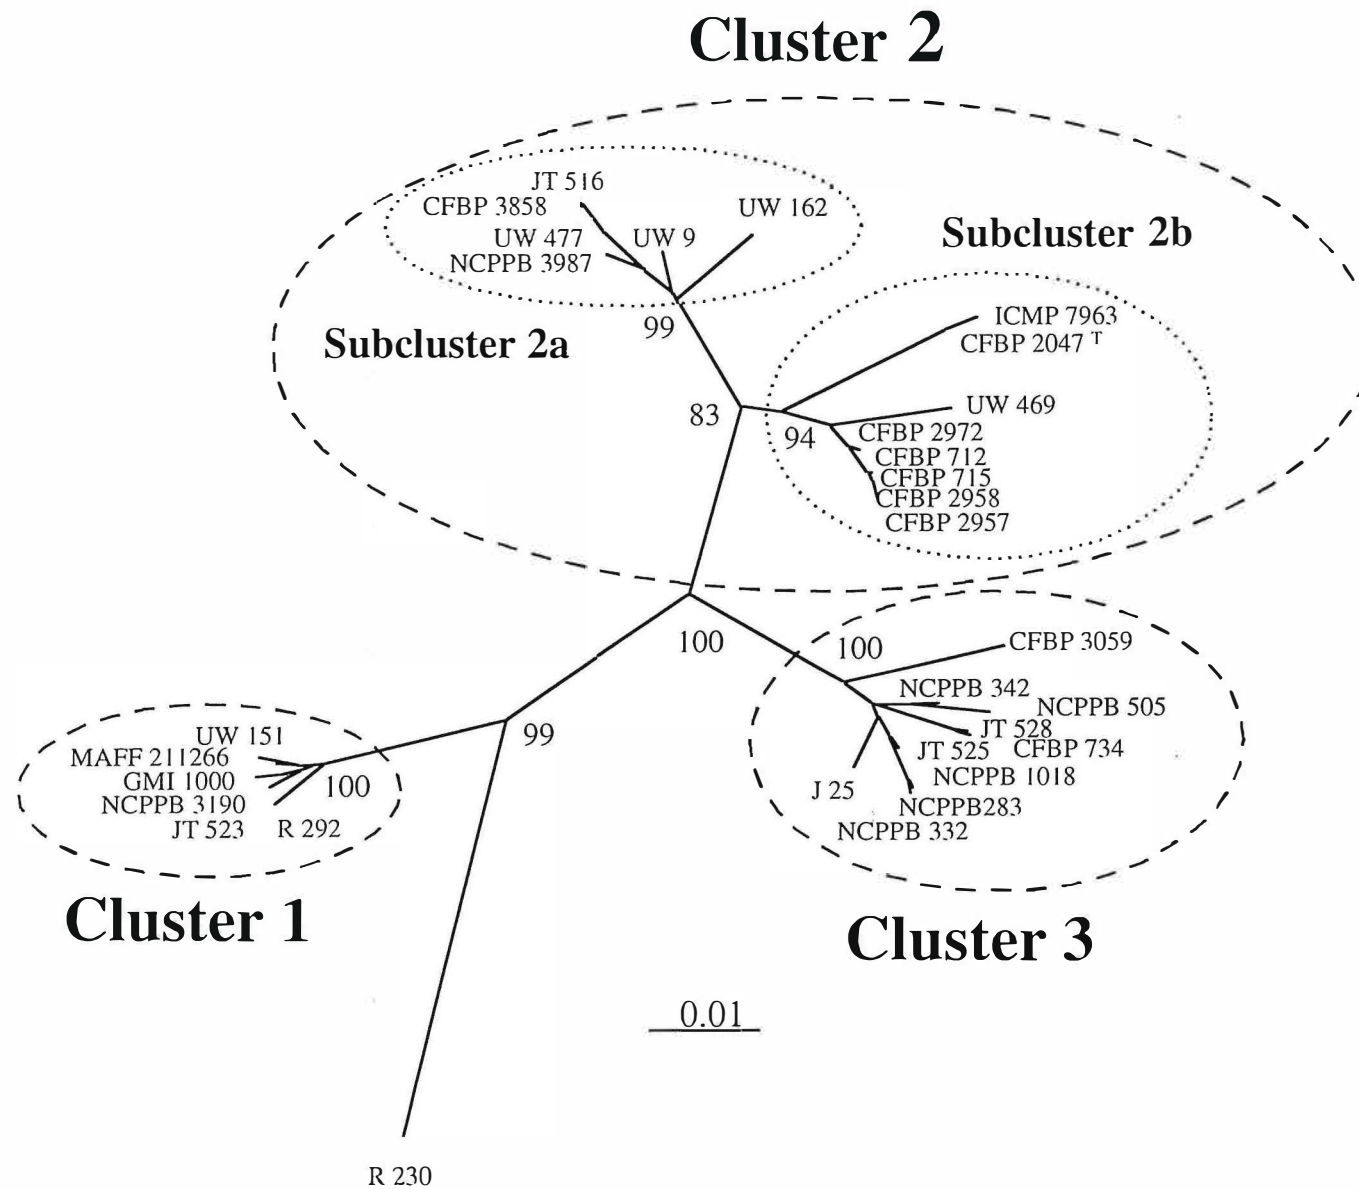 Cluster 2
JT 516
CFBP 3858
UW 162
UW 477
UW 9
NCPPB 3987
Subcluster 2b
Subcluster 2a
99
ICMP 7963
CFBP 2047 T
83
94
UW 469
CFBP 2972
CFBP 712
CFBP 715
CFBP 2958
CFBP 2957
100
100
CFBP 3059
NCPPB 342
NCPPB 505
JT 528
JT 525
CFBP 734
NCPPB 1018
J 25
NCPPB283
NCPPB 332
99
UW 151
MAFF 211266
GMI 1000
100
NCPPB 3190
JT 523
R 292
Cluster 1
Cluster 3
0.01
R 230